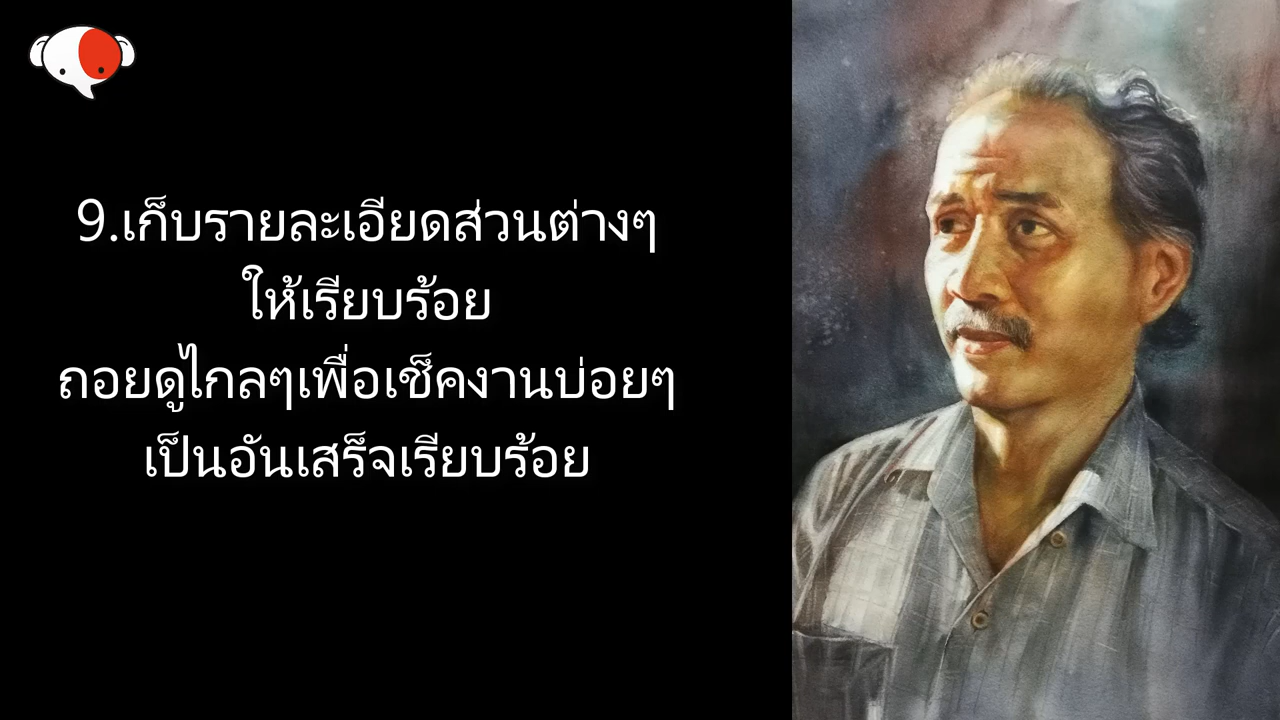 9.เก็บรายละเอียดส่วนต่างๆ
ให้เรียบร้อย
ถอยดูไกลๆเพื่อเช็คงานบ่อยๆ
เป็นอันเสร็จเรียบร้อย